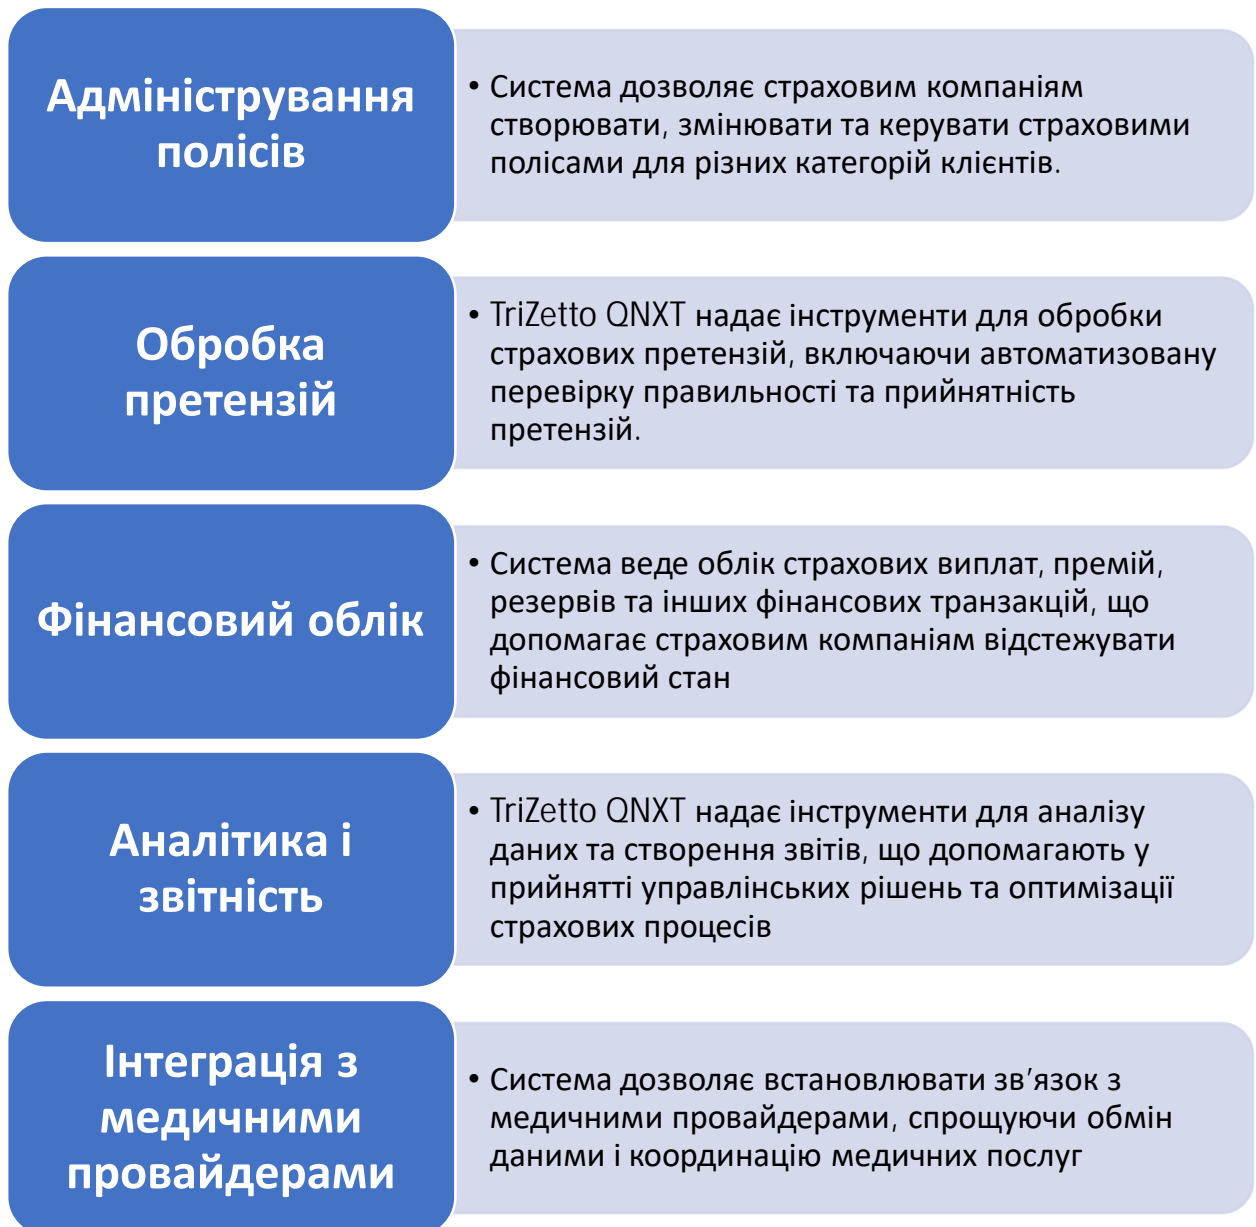 Адміністрування
полісів
• Система дозволяє страховим компаніям
створювати, змінювати та керувати страховими
полісами для різних категорій клієнтів.
Обробка
претензій
• TriZetto QNXT надає інструменти для обробки
страхових претензій, включаючи автоматизовану
перевірку правильності та прийнятність
претензій.
Фінансовий облік
• Система веде облік страхових виплат, премій,
резервів та інших фінансових транзакцій, що
допомагає страховим компаніям відстежувати
фінансовий стан
Аналітика і
звітність
• TriZetto QNXT надає інструменти для аналізу
даних та створення звітів, що допомагають у
прийнятті управлінських рішень та оптимізації
страхових процесів
Інтеграція з
медичними
провайдерами
• Система дозволяє встановлювати зв’язок з
медичними провайдерами, спрощуючи обмін
даними і координацію медичних послуг